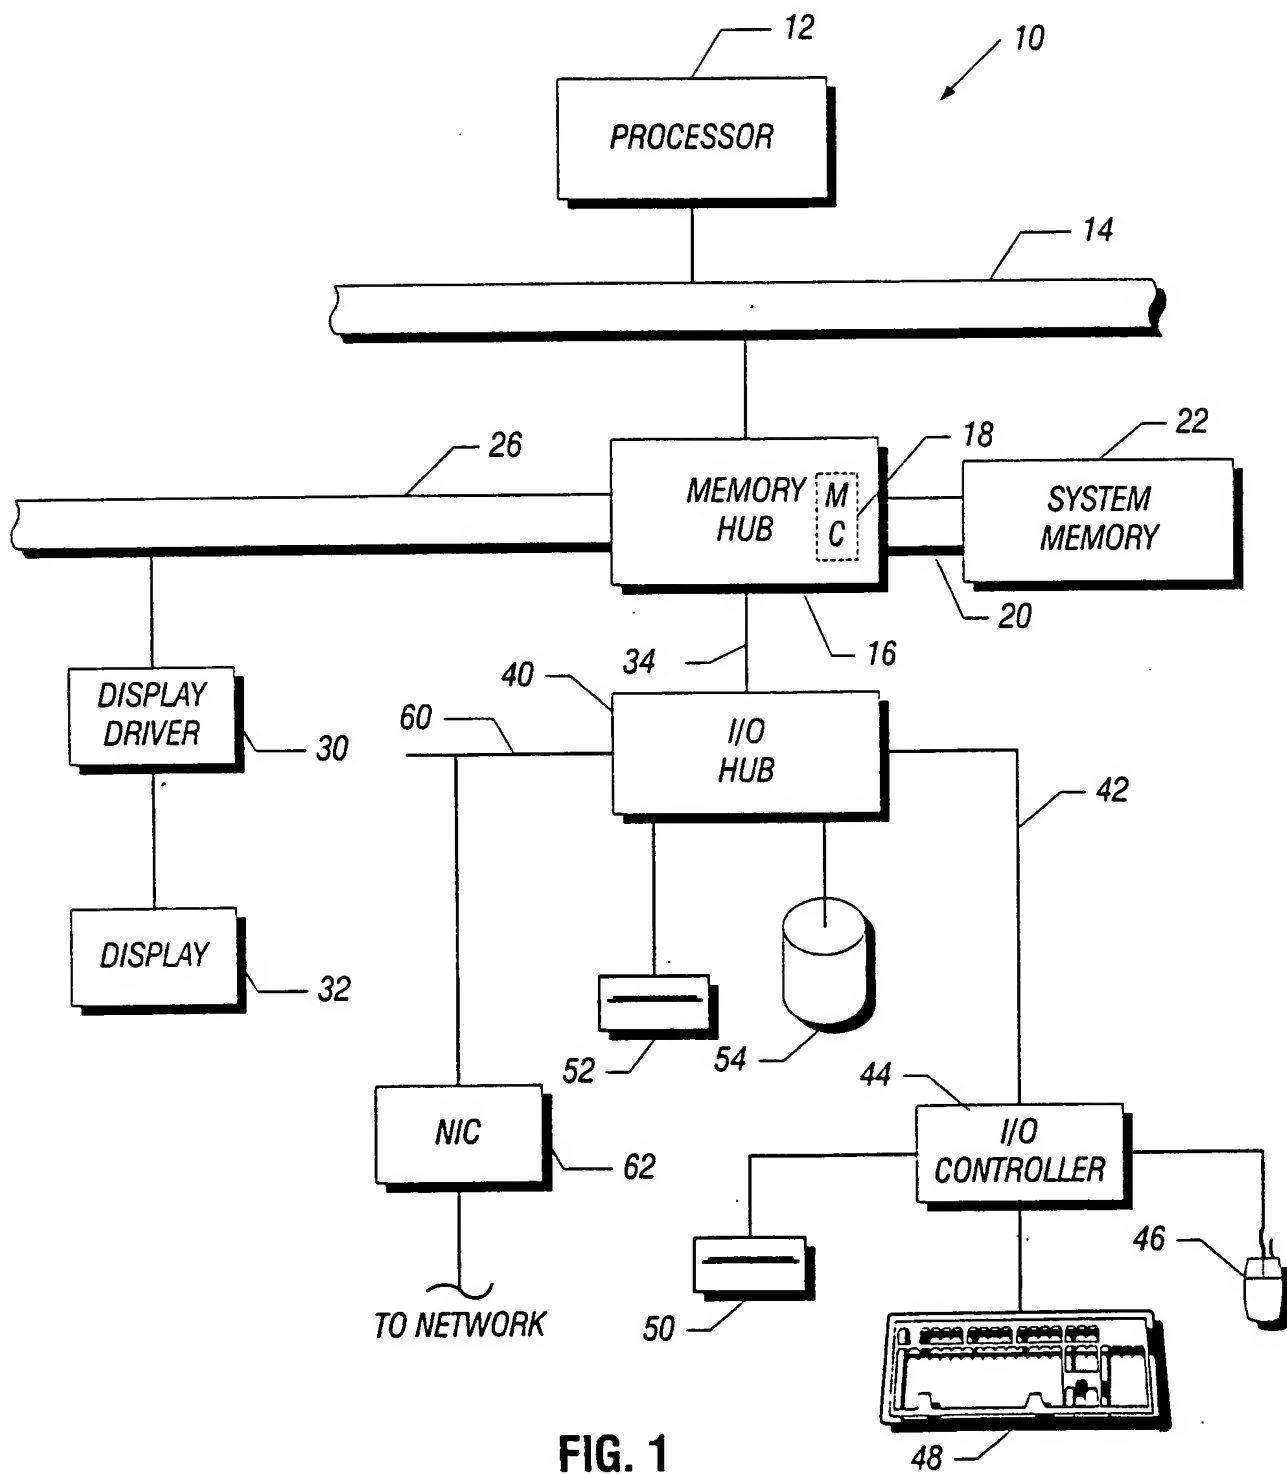 12
10
PROCESSOR
14
26
18
22
MEMORY
HUB
M
C
SYSTEM
MEMORY
20
16
34
40
60
DISPLAY
DRIVER
30
I/O
HUB
42
DISPLAY
32
52
54
44
NIC
62
I/O
CONTROLLER
46
50
TO NETWORK
48
FIG. 1